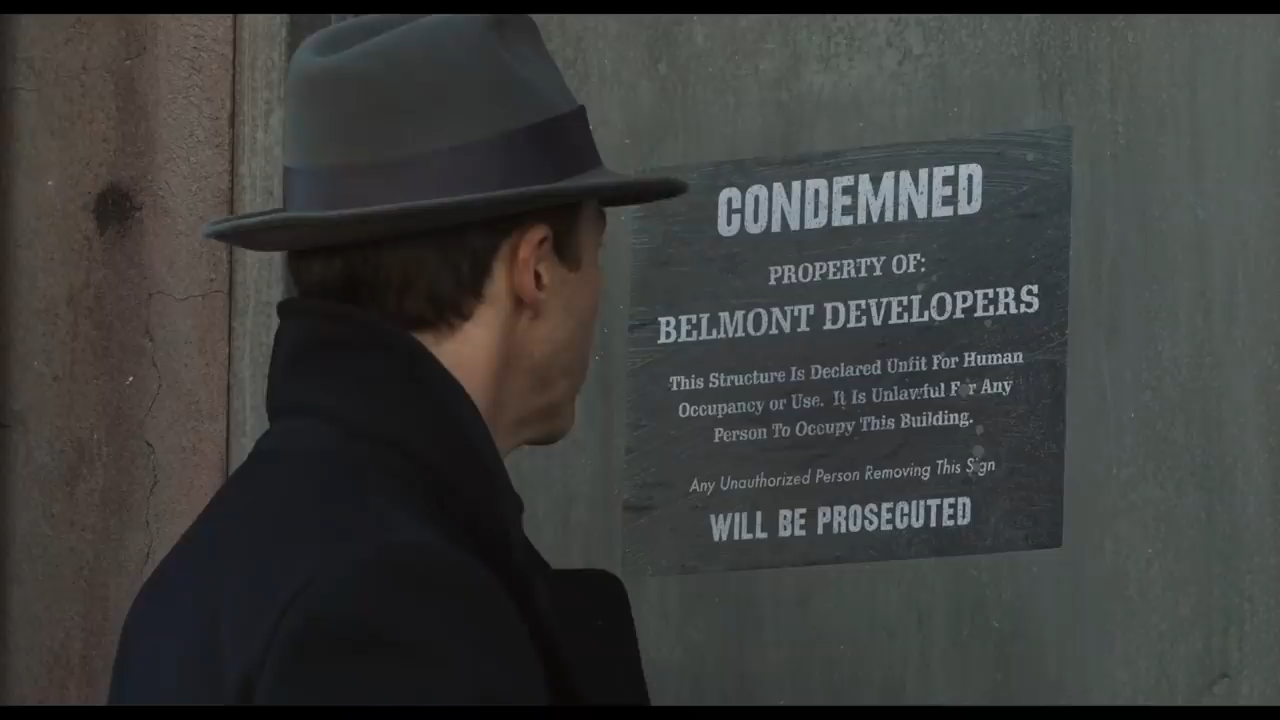 CONDEMNED
PROPERTY OF:
BELMONT DEVELOPERS
This Structure Is Declared Unfit For Human
Occupancy or Use. It Is Unlawful For Any
Person To Occupy This Building.
Any Unauthorized Person Removing This Sign
WILL BE PROSECUTED